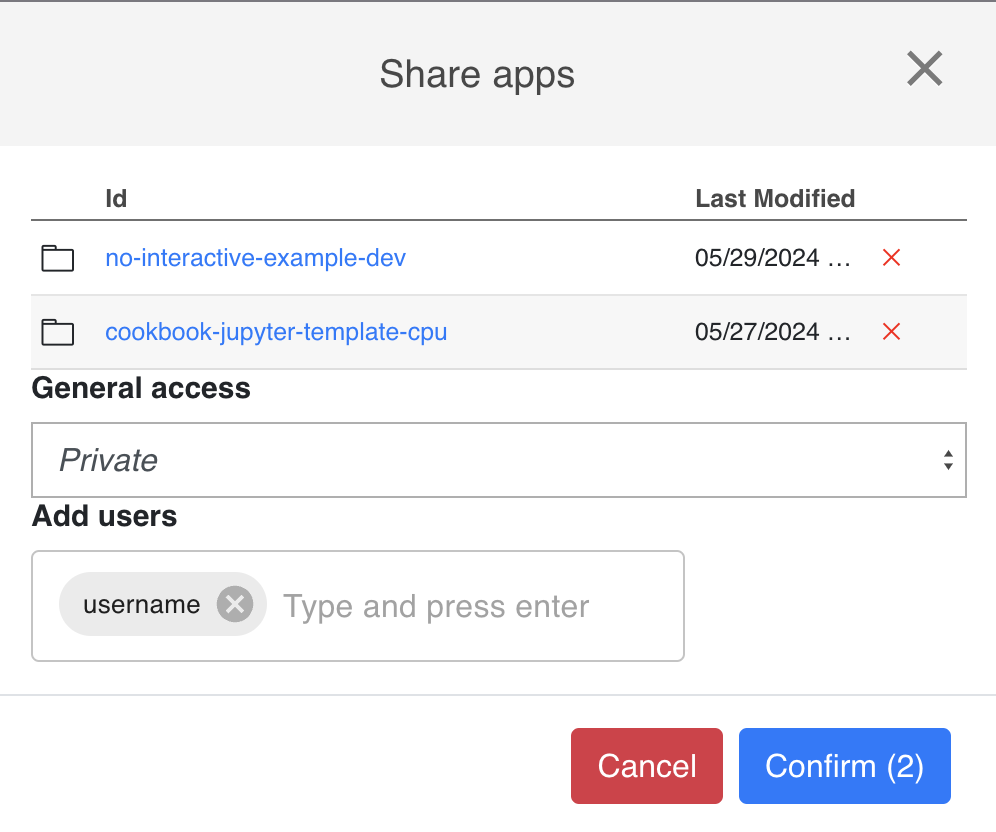 Share apps
Id Last Modified
no-interactive-example-dev 05/29/2024 ...
cookbook-jupyter-template-cpu 05/27/2024 ...
General access
Private
Add users
username Type and press enter
Cancel Confirm (2)